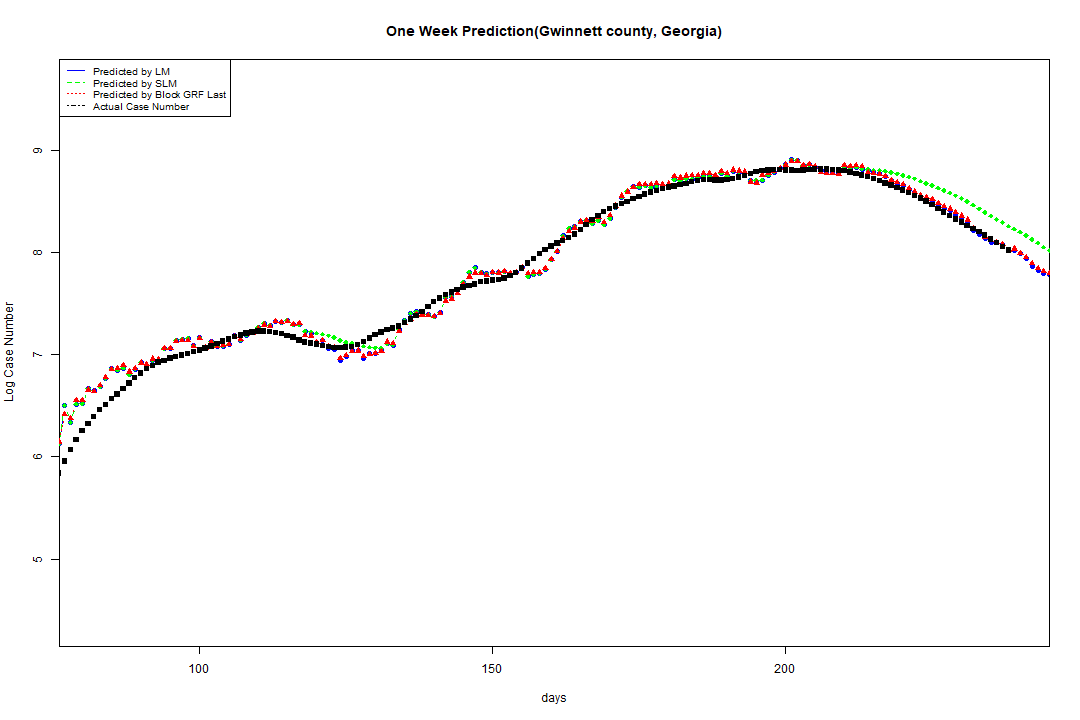 One Week Prediction(Gwinnett county, Georgia)
Predicted by LM
Predicted by SLM
Predicted by Block GRF Last
Actual Case Number
9
8
7
6
5
Log Case Number
100 150 200
days